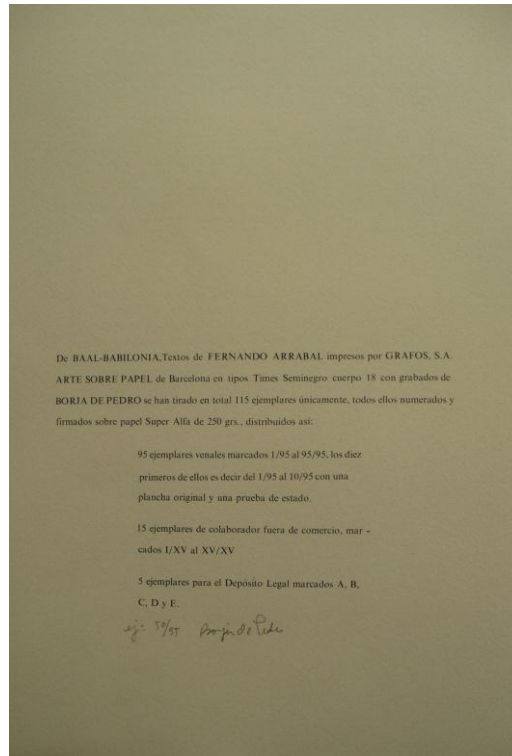 De BAAL-BABILONIA,Textos de FERNANDO ARRABAL impresos por GRAFOS, S.A.
ARTE SOBRE PAPEL de Barcelona en tipos Times Seminegro cuerpo 18 con grabados de
BORJA DE PEDRO se han tirado en total 115 ejemplares únicamente, todos ellos numerados y
firmados sobre papel Super Alfa de 250 grs., distribuidos así:
95 ejemplares venales marcados 1/95 al 95/95, los diez
primeros de ellos es decir del 1/95 al 10/95 con una
plancha original y una prueba de estado.
15 ejemplares de colaborador fuera de comercio, mar –
cados I/XV al XV/XV
5 ejemplares para el Depósito Legal marcados A, B,
C, D y E.
ej: Borja de Pedro